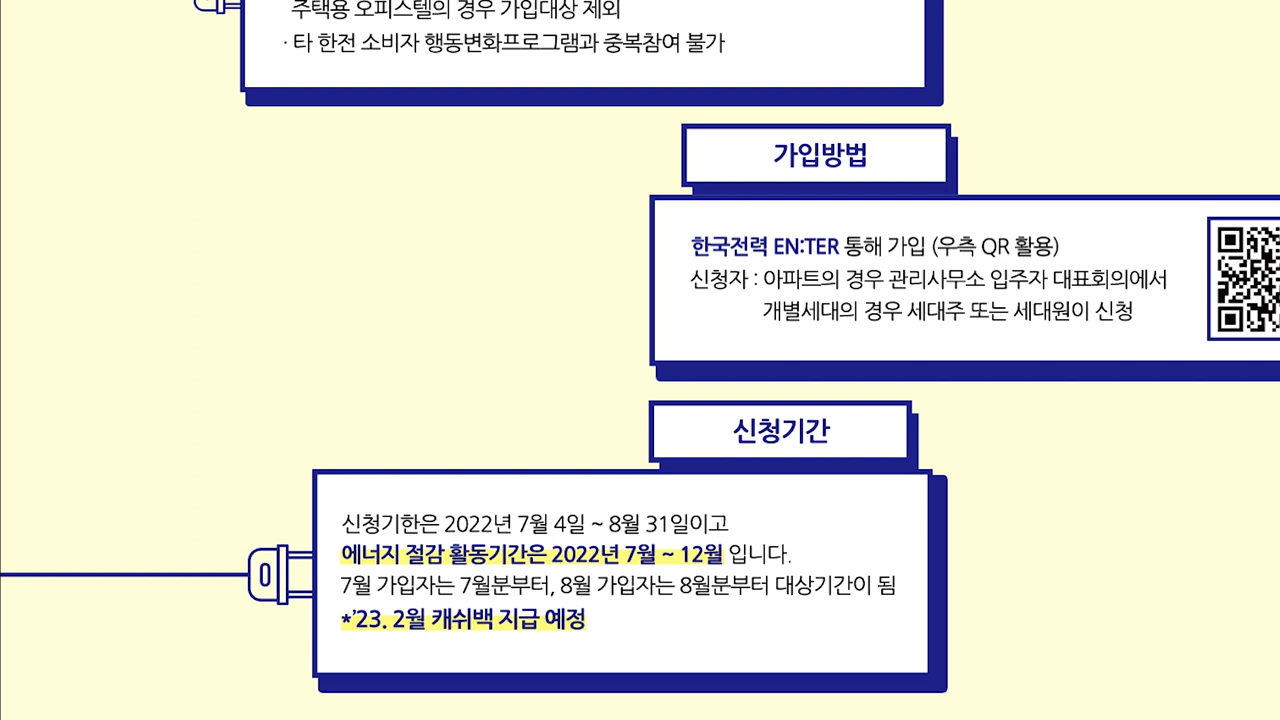 주택용 오피스텔의 경우 가입대상 제외
· 타 한전 소비자 행동변화프로그램과 중복참여 불가
가입방법
한국전력 EN:TER 통해 가입 (우측 QR 활용)
신청자 : 아파트의 경우 관리사무소 입주자 대표회의에서
개별세대의 경우 세대주 또는 세대원이 신청
신청기간
신청기한은 2022년 7월 4일 ~ 8월 31일이고
에너지 절감 활동기간은 2022년 7월 ~ 12월 입니다.
7월 가입자는 7월분부터, 8월 가입자는 8월분부터 대상기간이 됨
*'23. 2월 캐쉬백 지급 예정